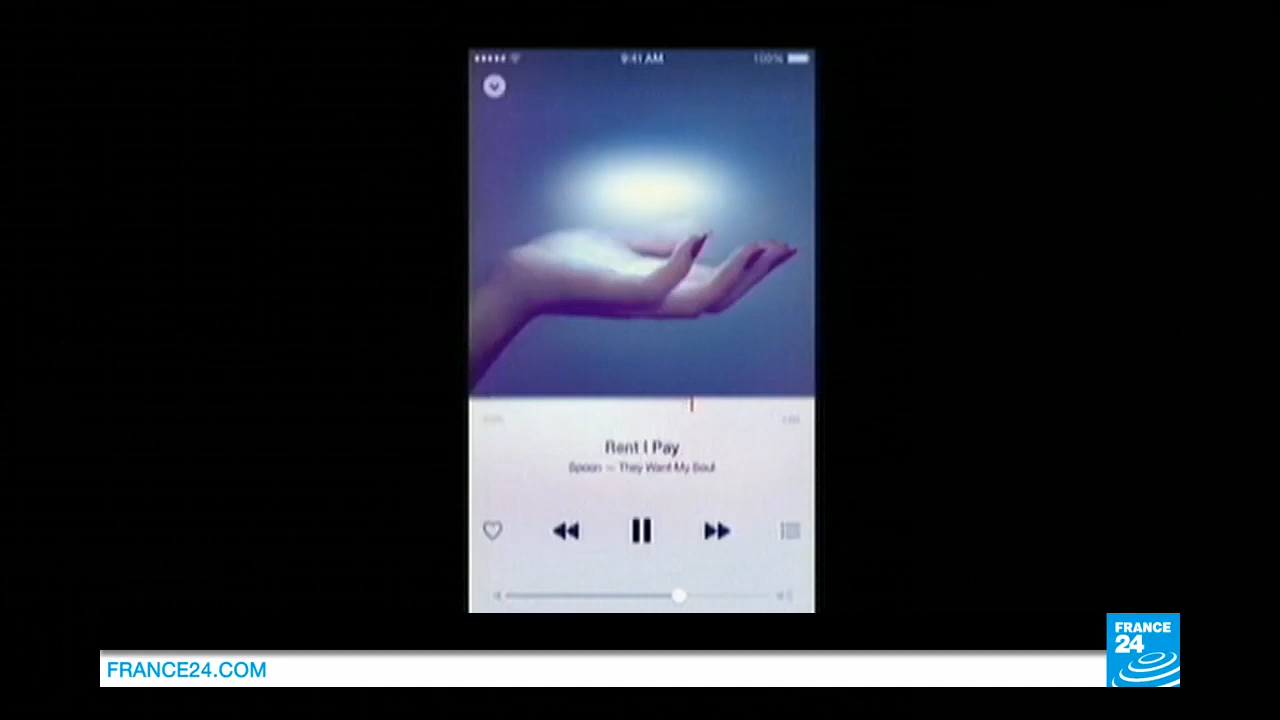 9:41 AM
100%
Rent I Pay
Spoon — They Want My Soul
FRANCE
24
FRANCE24.COM